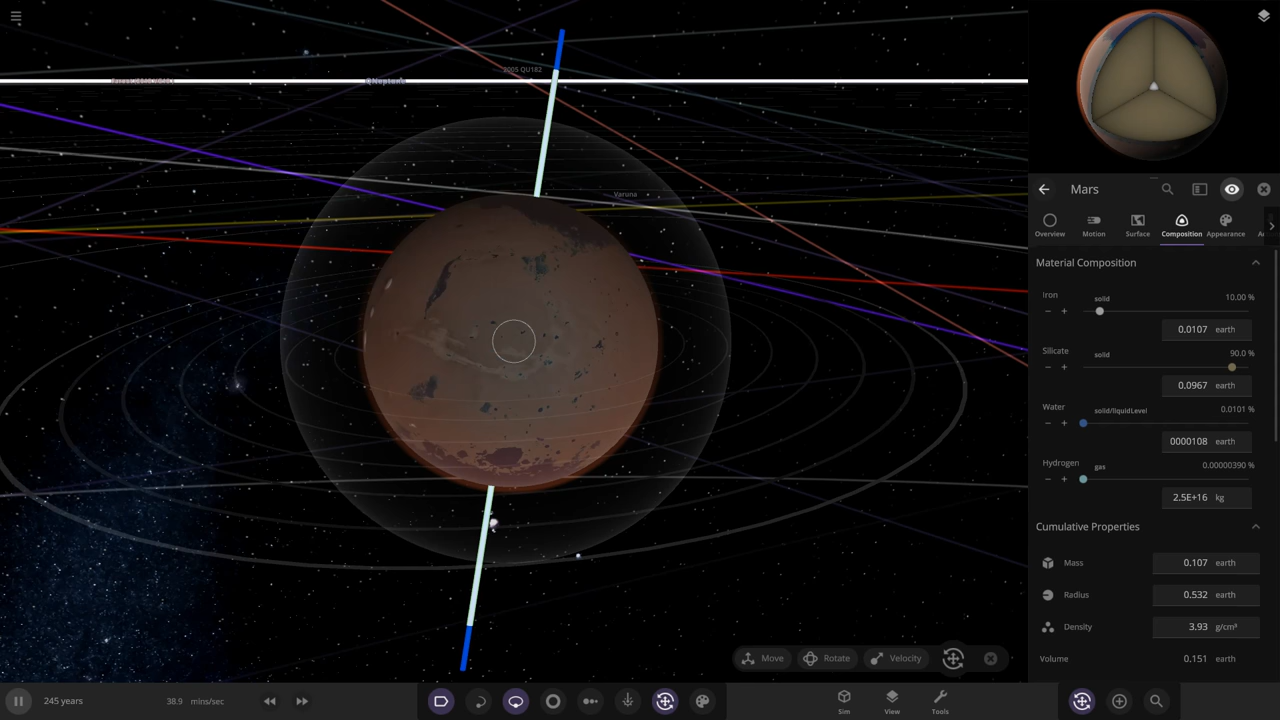 2005 QU182
Neptune
Varuna
Mars
Overview Motion Surface Composition Appearance
Material Composition
Iron solid 10.00 %
0.0107 earth
Silicate solid 90.0 %
0.0967 earth
Water solid/liquidLevel 0.0101 %
0000108 earth
Hydrogen gas 0.00000390 %
2.5E+16 kg
Cumulative Properties
Mass 0.107 earth
Radius 0.532 earth
Density 3.93 g/cm³
Volume 0.151 earth
Move Rotate Velocity
245 years 38.9 mins/sec
Sim View Tools